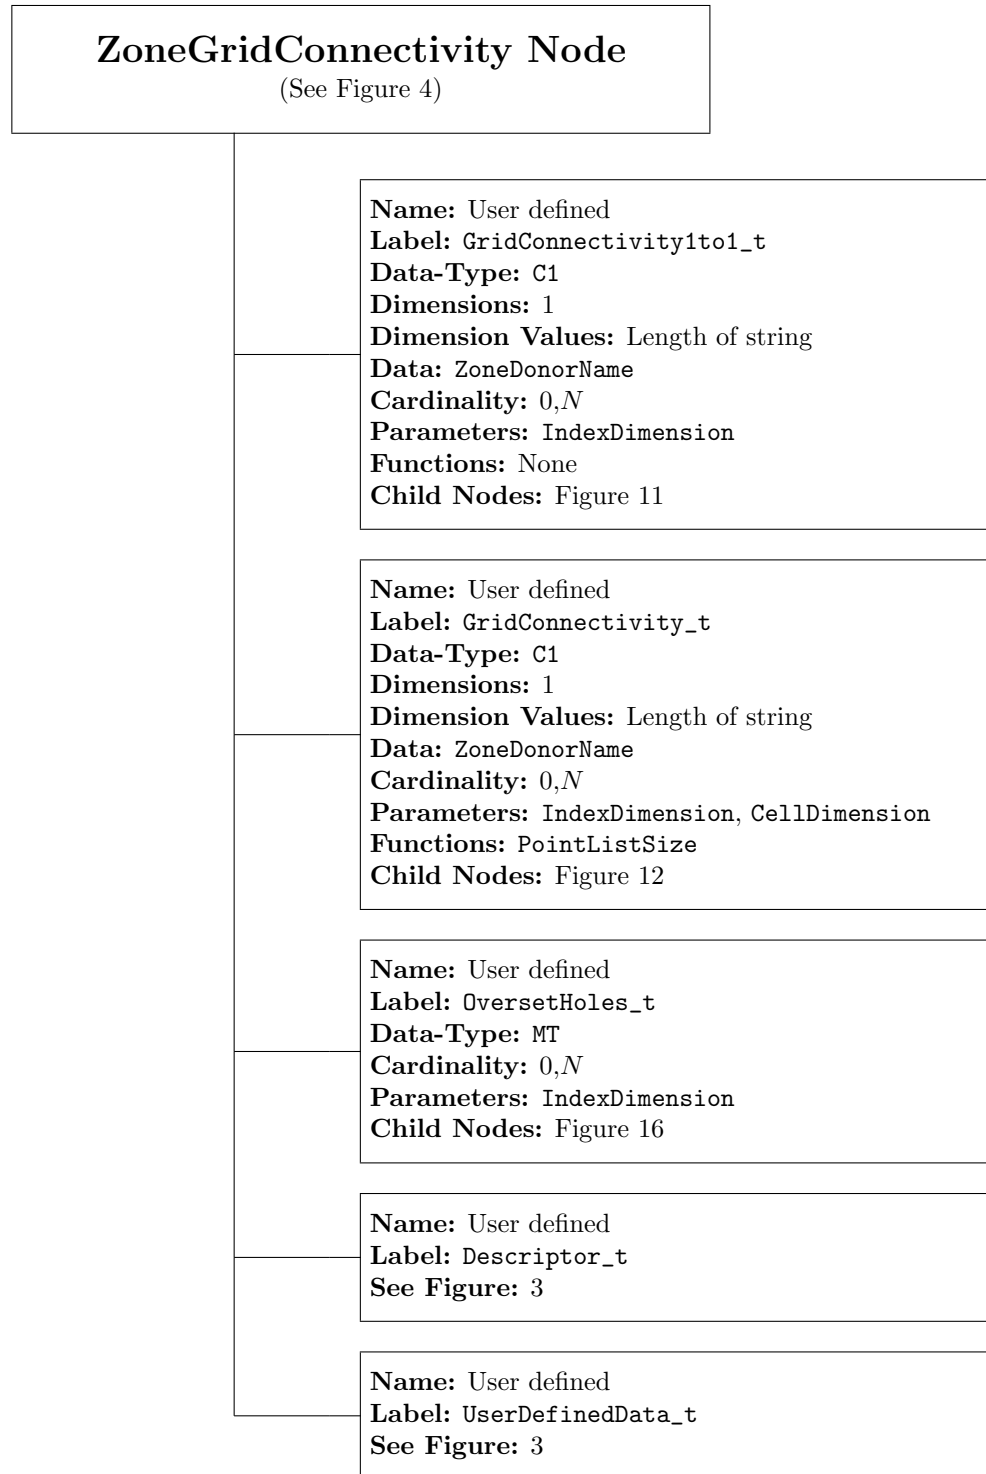 ZoneGridConnectivity Node
(See Figure 4)
Name: User defined
Label: GridConnectivity1to1_t
Data-Type: C1
Dimensions: 1
Dimension Values: Length of string
Data: ZoneDonorName
Cardinality: 0,N
Parameters: IndexDimension
Functions: None
Child Nodes: Figure 11
Name: User defined
Label: GridConnectivity_t
Data-Type: C1
Dimensions: 1
Dimension Values: Length of string
Data: ZoneDonorName
Cardinality: 0,N
Parameters: IndexDimension, CellDimension
Functions: PointListSize
Child Nodes: Figure 12
Name: User defined
Label: OversetHoles_t
Data-Type: MT
Cardinality: 0,N
Parameters: IndexDimension
Child Nodes: Figure 16
Name: User defined
Label: Descriptor_t
See Figure: 3
Name: User defined
Label: UserDefinedData_t
See Figure: 3